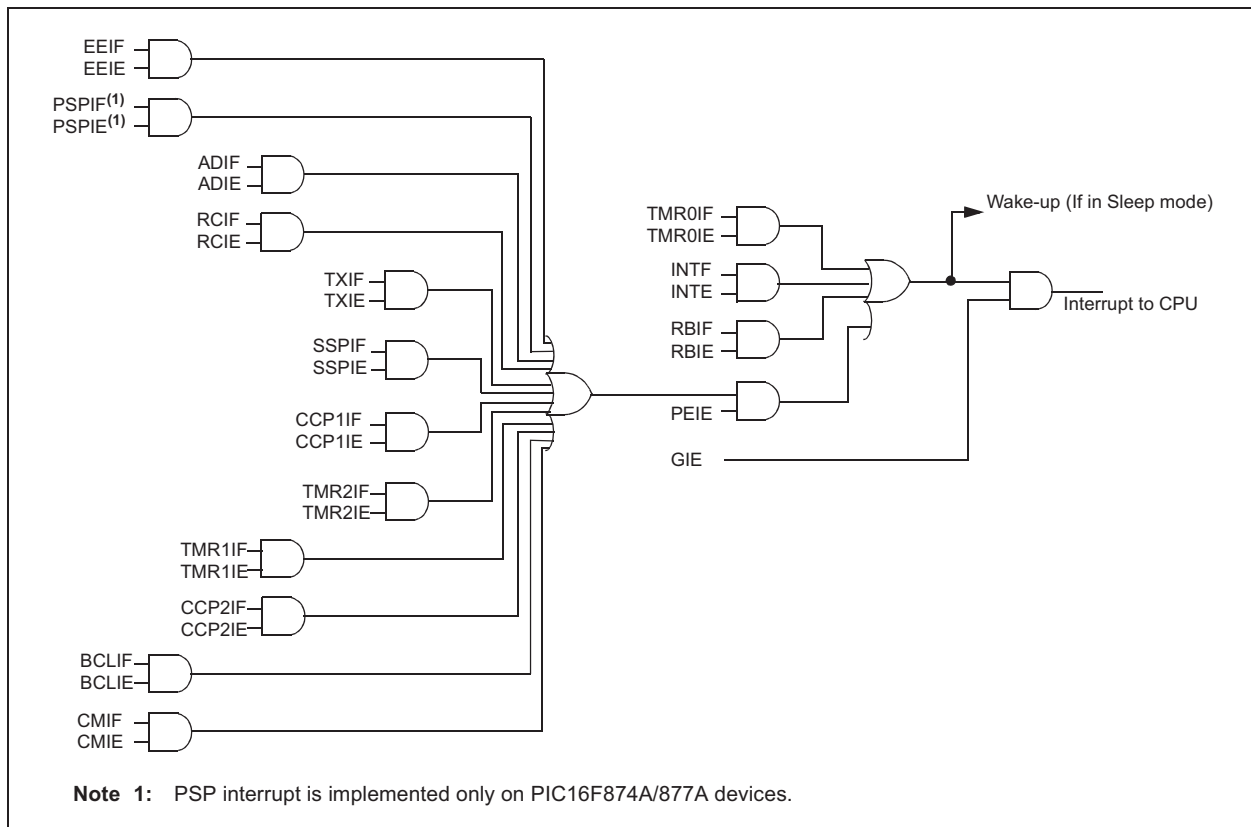 EEIF
EEIE
PSPIF(1)
PSPIE(1)
ADIF
ADIE
RCIF
RCIE
TXIF
TXIE
SSPIF
SSPIE
CCP1IF
CCP1IE
TMR2IF
TMR2IE
TMR1IF
TMR1IE
CCP2IF
CCP2IE
BCLIF
BCLIE
CMIF
CMIE
TMR0IF
TMR0IE
INTF
INTE
RBIF
RBIE
PEIE
GIE
Wake-up (If in Sleep mode)
Interrupt to CPU
Note 1: PSP interrupt is implemented only on PIC16F874A/877A devices.